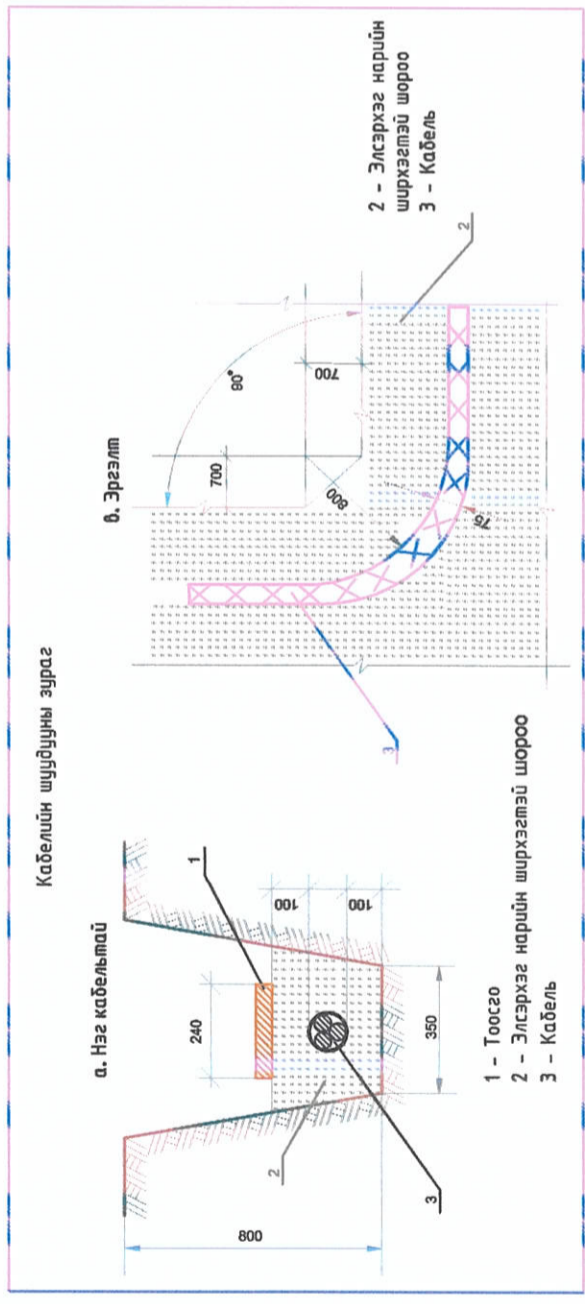 Кабелийн шуудууны зураг
а. Нэг кабельтай
240
1
100
100
2
350
800
3
1 - Тоосго
2 - Элсэрхэг нарийн ширхэгтэй шороо
3 - Кабель
в. Эргэлт
90°
700
700
800
75
3
2
2 - Элсэрхэг нарийн
ширхэгтэй шороо
3 - Кабель